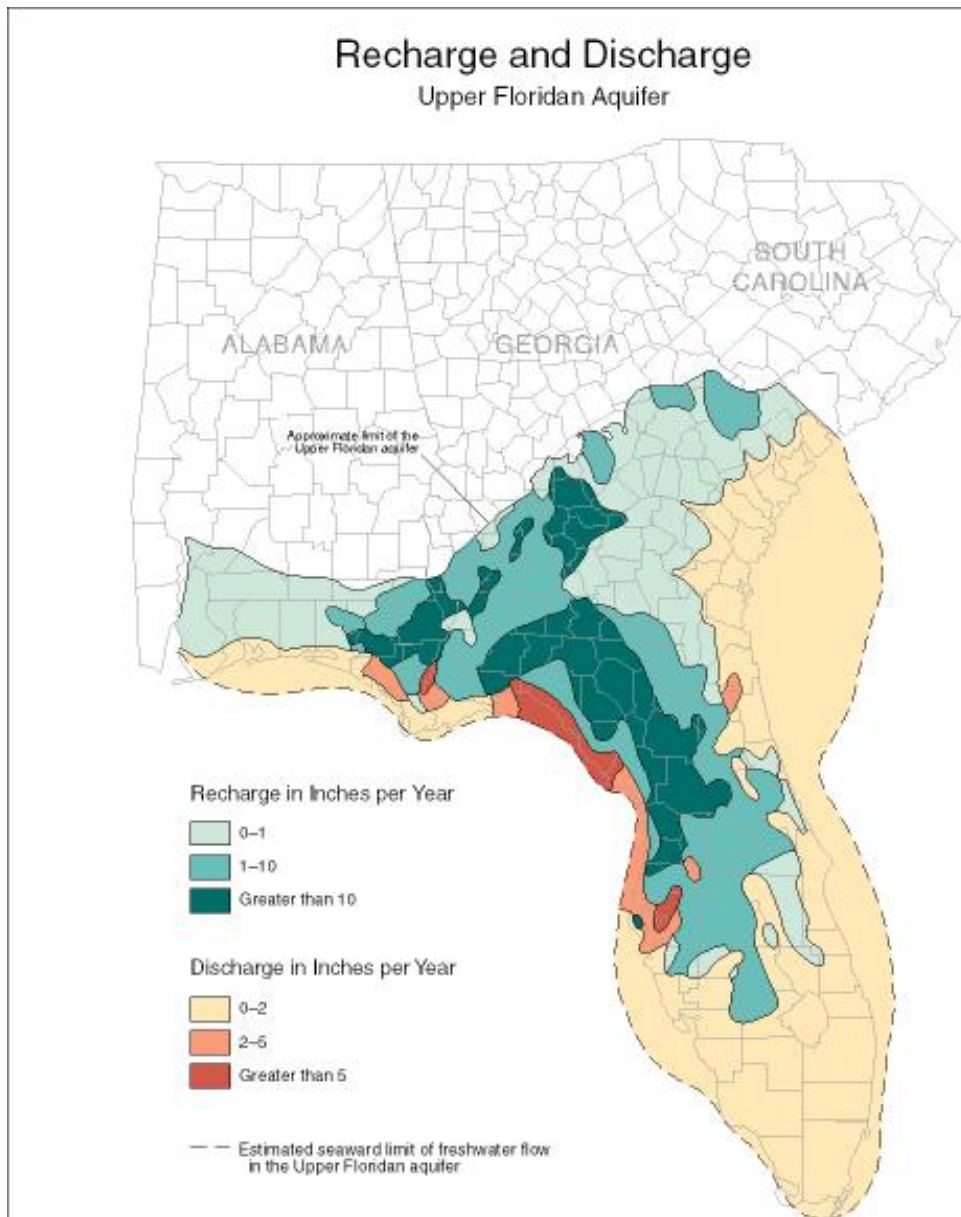 Recharge and Discharge
Upper Floridan Aquifer
SOUTH
CAROLINA
ALABAMA
GEORGIA
Approximate limit of the
Upper Floridan aquifer
Recharge in Inches per Year
0–1
1–10
Greater than 10
Discharge in Inches per Year
0–2
2–5
Greater than 5
Estimated seaward limit of freshwater flow
in the Upper Floridan aquifer